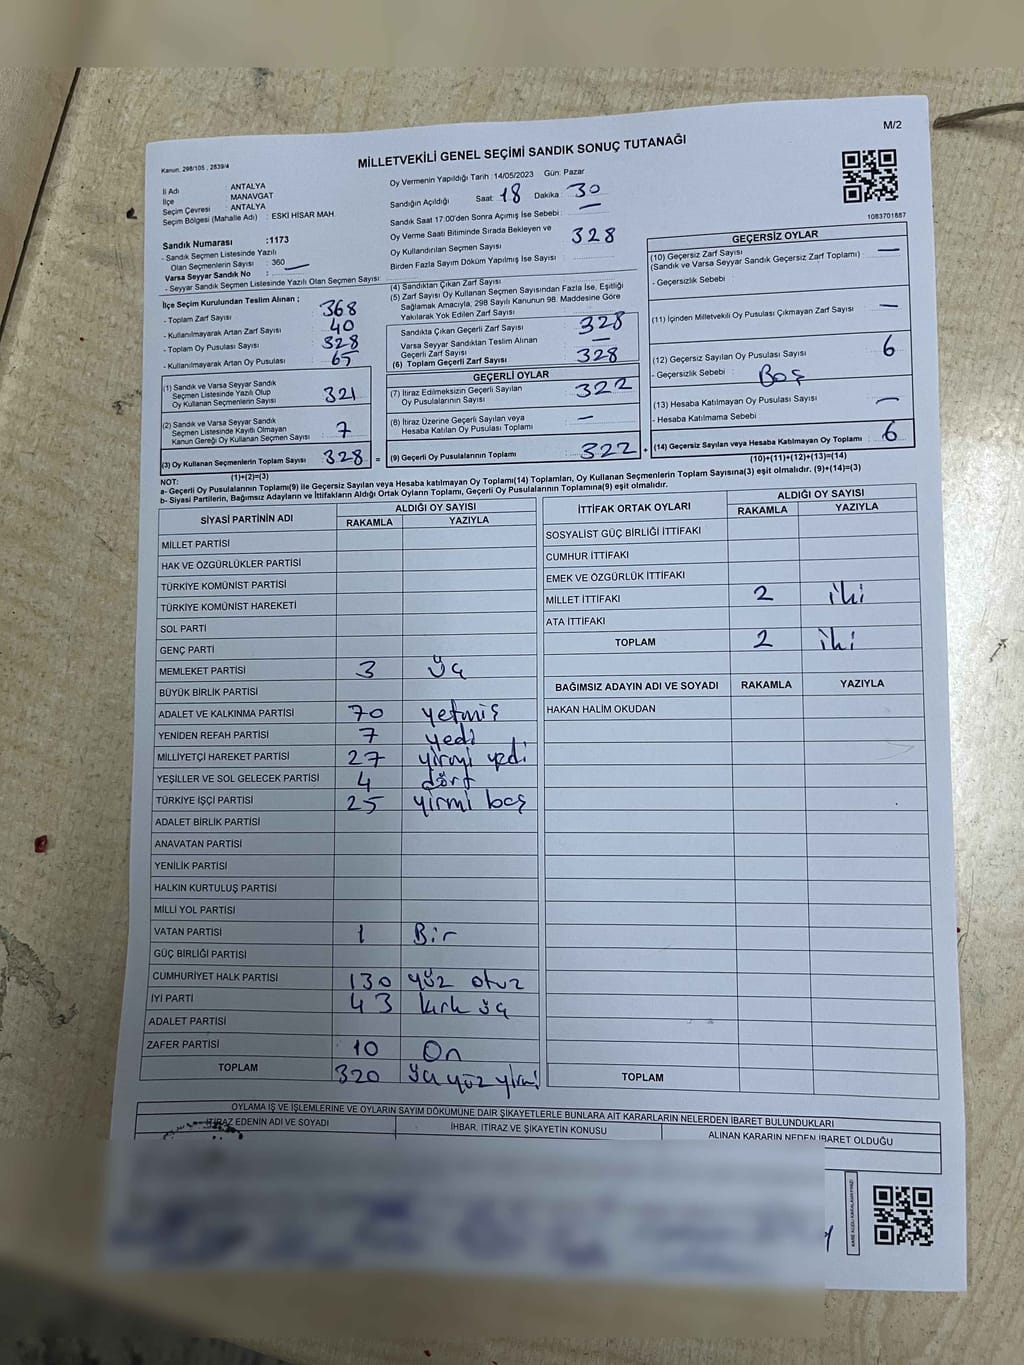 M/2
Kanun: 298/105 , 2839/4
MİLLETVEKİLİ GENEL SEÇİMİ SANDIK SONUÇ TUTANAĞI
1083701887
İl Adı : ANTALYA
İlçe : MANAVGAT
Seçim Çevresi : ANTALYA
Seçim Bölgesi (Mahalle Adı) : ESKİ HİSAR MAH.
Sandık Numarası :1173
- Sandık Seçmen Listesinde Yazılı
Olan Seçmenlerin Sayısı : 360
Varsa Seyyar Sandık No :
- Seyyar Sandık Seçmen Listesinde Yazılı Olan Seçmen Sayısı:
Oy Vermenin Yapıldığı Tarih :14/05/2023 Gün: Pazar
Sandığın Açıldığı Saat: 18 Dakika: 30
Sandık Saat 17:00'den Sonra Açımış İse Sebebi: —
Oy Verme Saati Bitiminde Sırada Bekleyen ve
Oy Kullandırılan Seçmen Sayısı 328
Birden Fazla Sayım Döküm Yapılmış İse Sayısı :
İlçe Seçim Kurulundan Teslim Alınan ;
- Toplam Zarf Sayısı : 368
- Kullanılmayarak Artan Zarf Sayısı : 40
- Toplam Oy Pusulası Sayısı : 328
- Kullanılmayarak Artan Oy Pusulası : 65
(1) Sandık ve Varsa Seyyar Sandık
Seçmen Listesinde Yazılı Olup
Oy Kullanan Seçmenlerin Sayısı 321
(2) Sandık ve Varsa Seyyar Sandık
Seçmen Listesinde Kayıtlı Olmayan
Kanun Gereği Oy Kullanan Seçmen Sayısı 7
(3) Oy Kullanan Seçmenlerin Toplam Sayısı 328 =
(1)+(2)=(3)
(4) Sandıktan Çıkan Zarf Sayısı
(5) Zarf Sayısı Oy Kullanan Seçmen Sayısından Fazla İse, Eşitliği
Sağlamak Amacıyla, 298 Sayılı Kanunun 98. Maddesine Göre
Yakılarak Yok Edilen Zarf Sayısı
Sandıkta Çıkan Geçerli Zarf Sayısı 328
Varsa Seyyar Sandıktan Teslim Alınan
Geçerli Zarf Sayısı —
(6) Toplam Geçerli Zarf Sayısı 328
GEÇERLİ OYLAR
(7) İtiraz Edilmeksizin Geçerli Sayılan
Oy Pusulalarının Sayısı: 322
(8) İtiraz Üzerine Geçerli Sayılan veya
Hesaba Katılan Oy Pusulası Toplamı —
(9) Geçerli Oy Pusulalarının Toplamı 322 +
GEÇERSİZ OYLAR
(10) Geçersiz Zarf Sayısı
(Sandık ve Varsa Seyyar Sandık Geçersiz Zarf Toplamı) : —
- Geçersizlik Sebebi
(11) İçinden Milletvekili Oy Pusulası Çıkmayan Zarf Sayısı —
(12) Geçersiz Sayılan Oy Pusulası Sayısı 6
- Geçersizlik Sebebi : Boş
(13) Hesaba Katılmayan Oy Pusulası Sayısı —
- Hesaba Katılmama Sebebi
(14) Geçersiz Sayılan veya Hesaba Katılmayan Oy Toplamı 6
(10)+(11)+(12)+(13)=(14)
NOT:
a- Geçerli Oy Pusulalarının Toplamı(9) ile Geçersiz Sayılan veya Hesaba katılmayan Oy Toplamı(14) Toplamları, Oy Kullanan Seçmenlerin Toplam Sayısına(3) eşit olmalıdır. (9)+(14)=(3)
b- Siyasi Partilerin, Bağımsız Adayların ve İttifakların Aldığı Ortak Oyların Toplamı, Geçerli Oy Pusulalarının Toplamına(9) eşit olmalıdır.
SİYASİ PARTİNİN ADI ALDIĞI OY SAYISI
RAKAMLA YAZIYLA
MİLLET PARTİSİ
HAK VE ÖZGÜRLÜKLER PARTİSİ
TÜRKİYE KOMÜNİST PARTİSİ
TÜRKİYE KOMÜNİST HAREKETİ
SOL PARTİ
GENÇ PARTİ
MEMLEKET PARTİSİ 3 üç
BÜYÜK BİRLİK PARTİSİ
ADALET VE KALKINMA PARTİSİ 70 yetmiş
YENİDEN REFAH PARTİSİ 7 yedi
MİLLİYETÇİ HAREKET PARTİSİ 27 yirmi yedi
YEŞİLLER VE SOL GELECEK PARTİSİ 4 dört
TÜRKİYE İŞÇİ PARTİSİ 25 yirmi beş
ADALET BİRLİK PARTİSİ
ANAVATAN PARTİSİ
YENİLİK PARTİSİ
HALKIN KURTULUŞ PARTİSİ
MİLLİ YOL PARTİSİ
VATAN PARTİSİ 1 Bir
GÜÇ BİRLİĞİ PARTİSİ
CUMHURİYET HALK PARTİSİ 130 yüz otuz
İYİ PARTİ 43 kırk üç
ADALET PARTİSİ
ZAFER PARTİSİ 10 On
TOPLAM 320 üç yüz yirmi
İTTİFAK ORTAK OYLARI ALDIĞI OY SAYISI
RAKAMLA YAZIYLA
SOSYALİST GÜÇ BİRLİĞİ İTTİFAKI
CUMHUR İTTİFAKI
EMEK VE ÖZGÜRLÜK İTTİFAKI
MİLLET İTTİFAKI 2 iki
ATA İTTİFAKI
TOPLAM 2 iki
BAĞIMSIZ ADAYIN ADI VE SOYADI RAKAMLA YAZIYLA
HAKAN HALİM OKUDAN
TOPLAM
OYLAMA İŞ VE İŞLEMLERİNE VE OYLARIN SAYIM DÖKÜMÜNE DAİR ŞİKAYETLERLE BUNLARA AİT KARARLARIN NELERDEN İBARET BULUNDUKLARI
İTİRAZ EDENİN ADI VE SOYADI İHBAR, İTİRAZ VE ŞİKAYETİN KONUSU ALINAN KARARIN NEDEN İBARET OLDUĞU